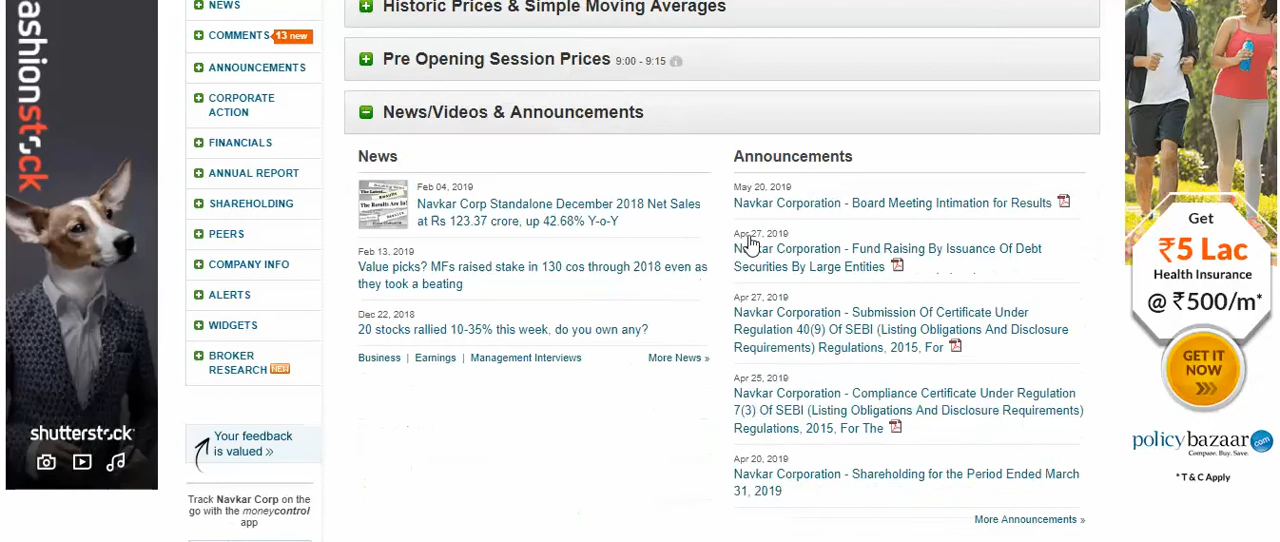 ashionstock
NEWS
COMMENTS 13 new
ANNOUNCEMENTS
CORPORATE
ACTION
FINANCIALS
ANNUAL REPORT
SHAREHOLDING
PEERS
COMPANY INFO
ALERTS
WIDGETS
BROKER
RESEARCH NEW
Your feedback
is valued »
Track Navkar Corp on the
go with the moneycontrol
app
shutterstock
Historic Prices & Simple Moving Averages
Pre Opening Session Prices 9:00 - 9:15
News/Videos & Announcements
News
Feb 04, 2019
Navkar Corp Standalone December 2018 Net Sales
at Rs 123.37 crore, up 42.68% Y-o-Y
Feb 13, 2019
Value picks? MFs raised stake in 130 cos through 2018 even as
they took a beating
Dec 22, 2018
20 stocks rallied 10-35% this week, do you own any?
Business | Earnings | Management Interviews More News »
Announcements
May 20, 2019
Navkar Corporation - Board Meeting Intimation for Results
Apr 27, 2019
Navkar Corporation - Fund Raising By Issuance Of Debt
Securities By Large Entities
Apr 27, 2019
Navkar Corporation - Submission Of Certificate Under
Regulation 40(9) Of SEBI (Listing Obligations And Disclosure
Requirements) Regulations, 2015, For
Apr 25, 2019
Navkar Corporation - Compliance Certificate Under Regulation
7(3) Of SEBI (Listing Obligations And Disclosure Requirements)
Regulations, 2015, For The
Apr 20, 2019
Navkar Corporation - Shareholding for the Period Ended March
31, 2019
More Announcements »
Get
₹5 Lac
Health Insurance
@ ₹500/m*
GET IT
NOW
policybazaar.com
Compare. Buy. Save.
*T & C Apply